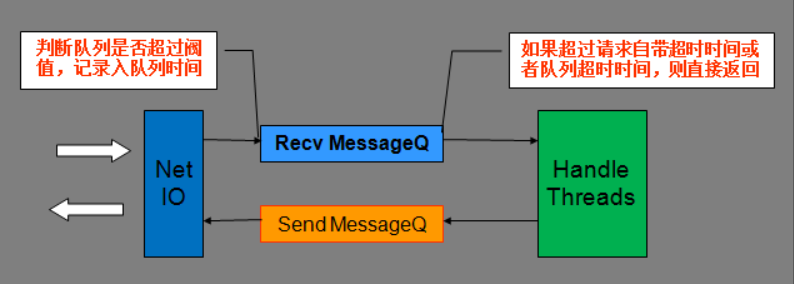 判断队列是否超过阀
值，记录入队列时间
如果超过请求自带超时时间或
者队列超时时间，则直接返回
Net
IO
Recv MessageQ
Handle
Threads
Send MessageQ